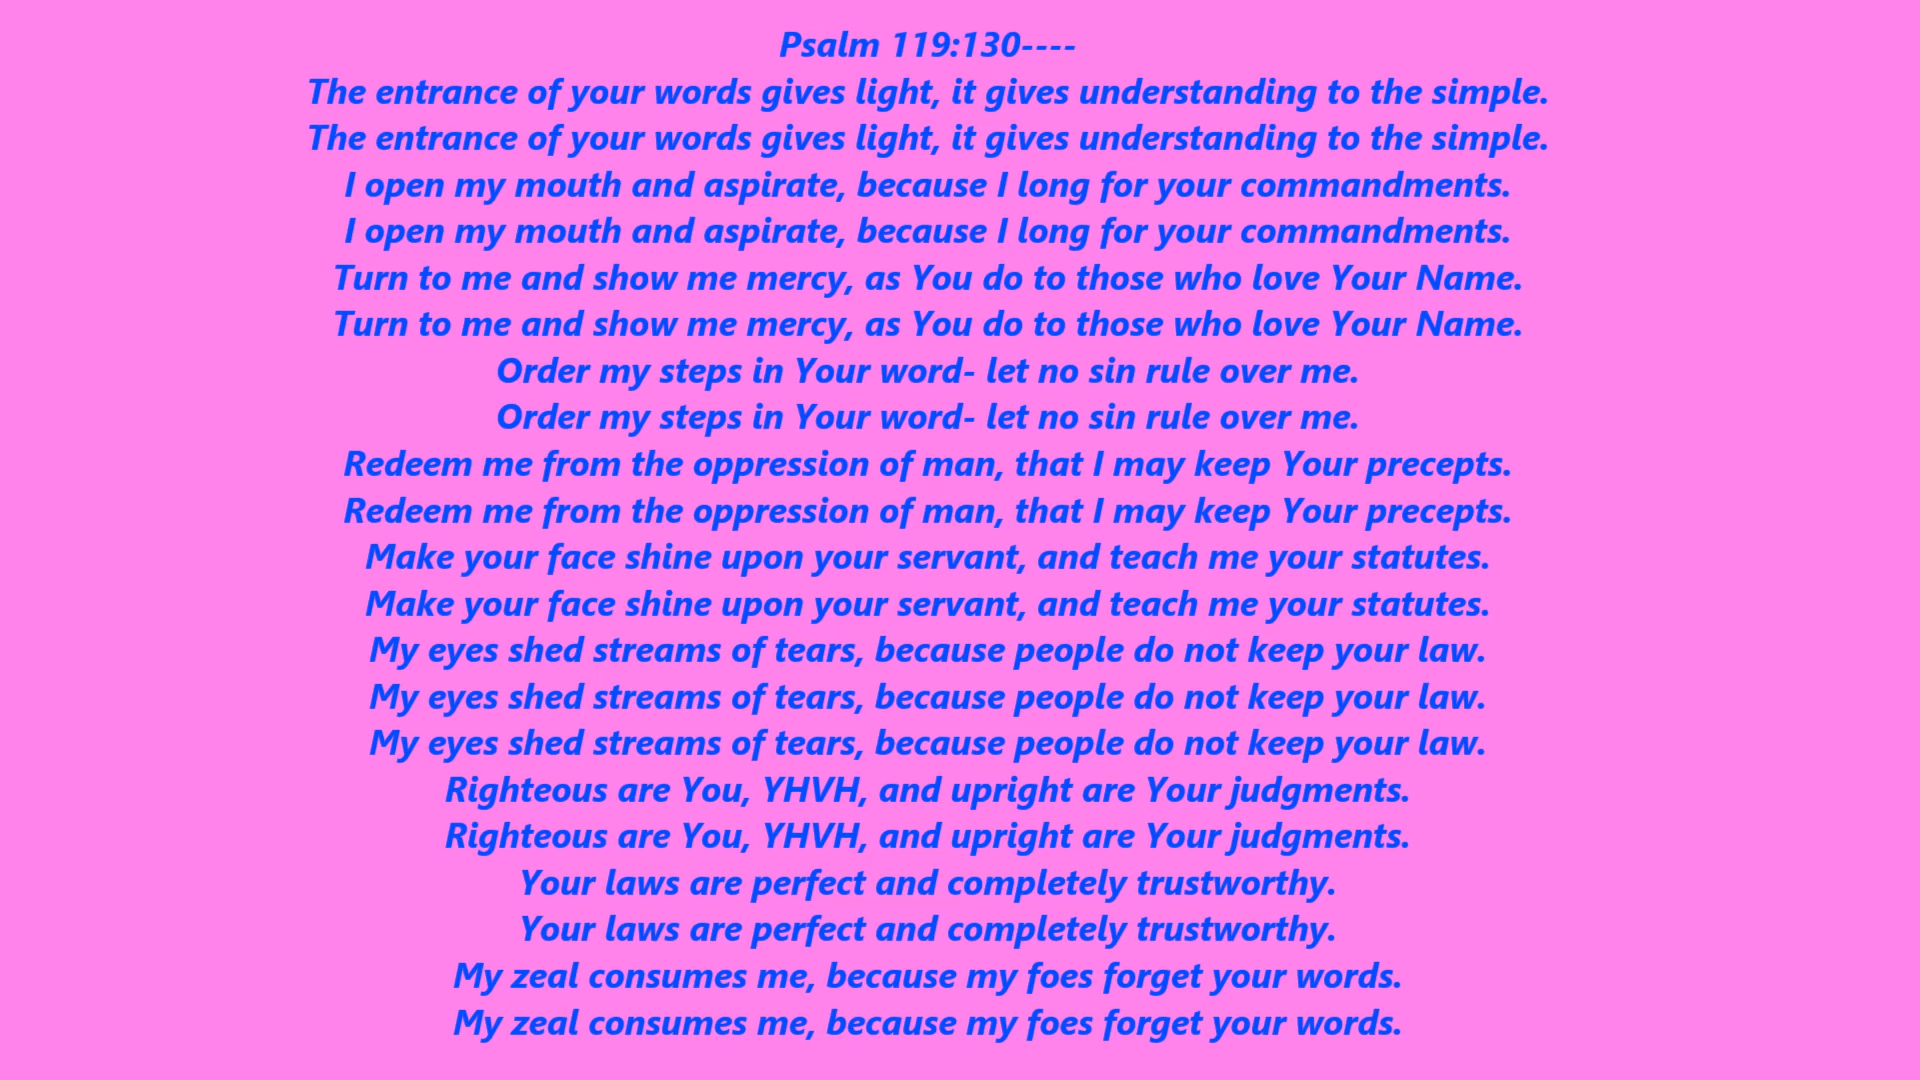 Psalm 119:130----
The entrance of your words gives light, it gives understanding to the simple.
The entrance of your words gives light, it gives understanding to the simple.
I open my mouth and aspirate, because I long for your commandments.
I open my mouth and aspirate, because I long for your commandments.
Turn to me and show me mercy, as You do to those who love Your Name.
Turn to me and show me mercy, as You do to those who love Your Name.
Order my steps in Your word- let no sin rule over me.
Order my steps in Your word- let no sin rule over me.
Redeem me from the oppression of man, that I may keep Your precepts.
Redeem me from the oppression of man, that I may keep Your precepts.
Make your face shine upon your servant, and teach me your statutes.
Make your face shine upon your servant, and teach me your statutes.
My eyes shed streams of tears, because people do not keep your law.
My eyes shed streams of tears, because people do not keep your law.
My eyes shed streams of tears, because people do not keep your law.
Righteous are You, YHVH, and upright are Your judgments.
Righteous are You, YHVH, and upright are Your judgments.
Your laws are perfect and completely trustworthy.
Your laws are perfect and completely trustworthy.
My zeal consumes me, because my foes forget your words.
My zeal consumes me, because my foes forget your words.